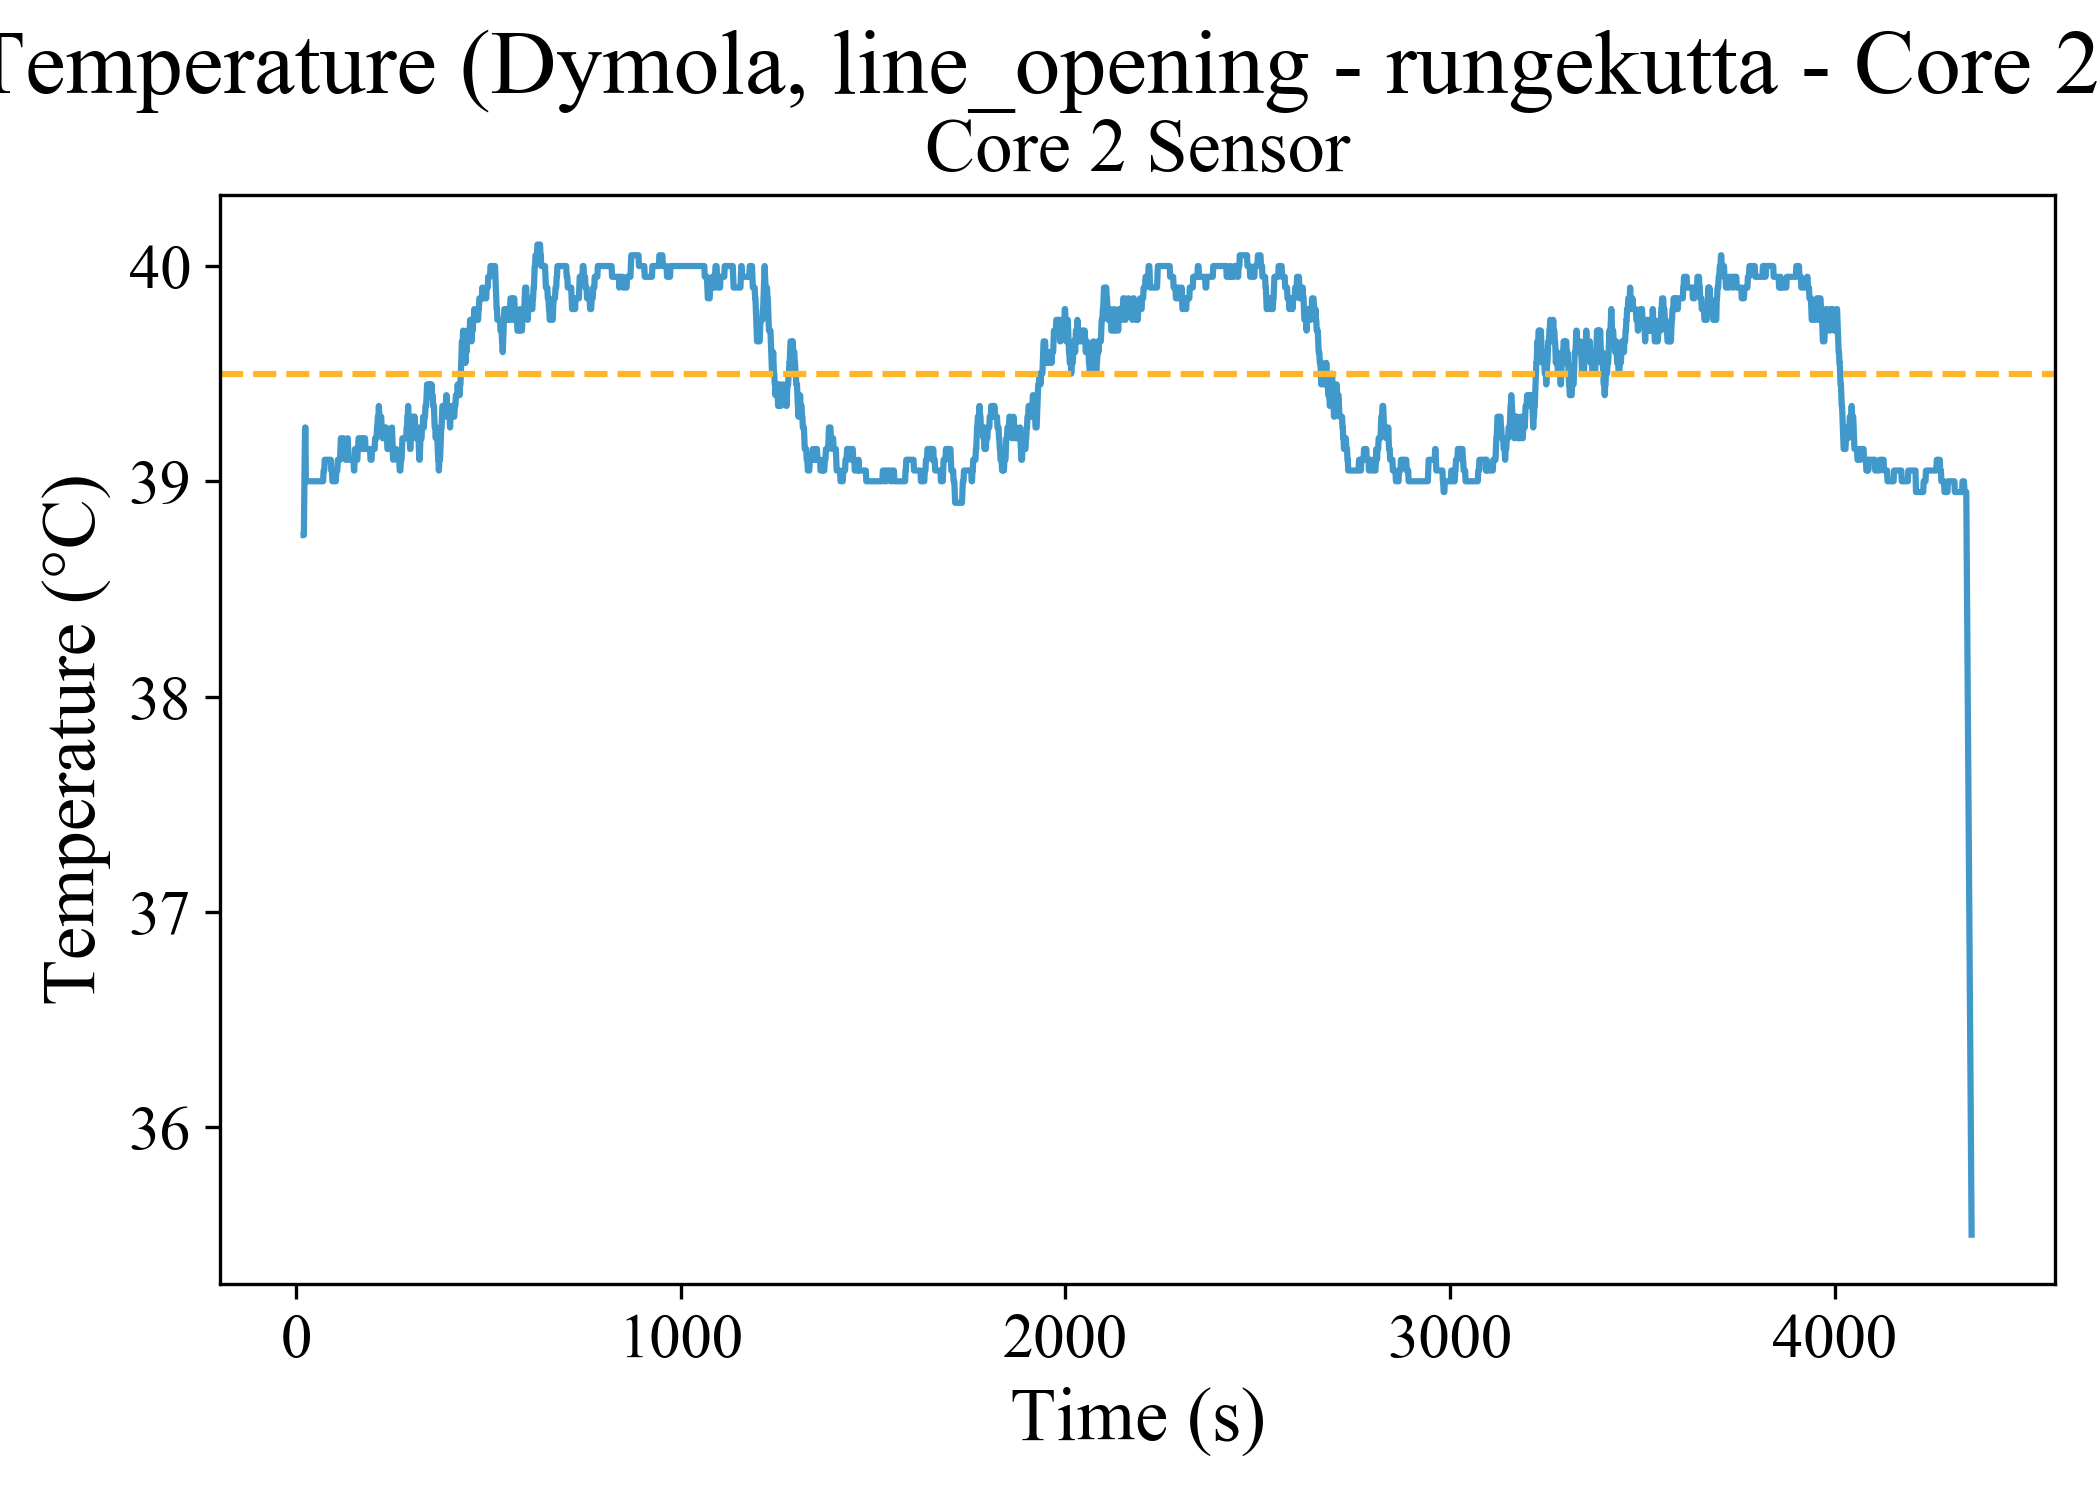 Temperature (Dymola, line_opening - rungekutta - Core 2
Core 2 Sensor
40
39
38
37
36
Temperature (°C)
0 1000 2000 3000 4000
Time (s)